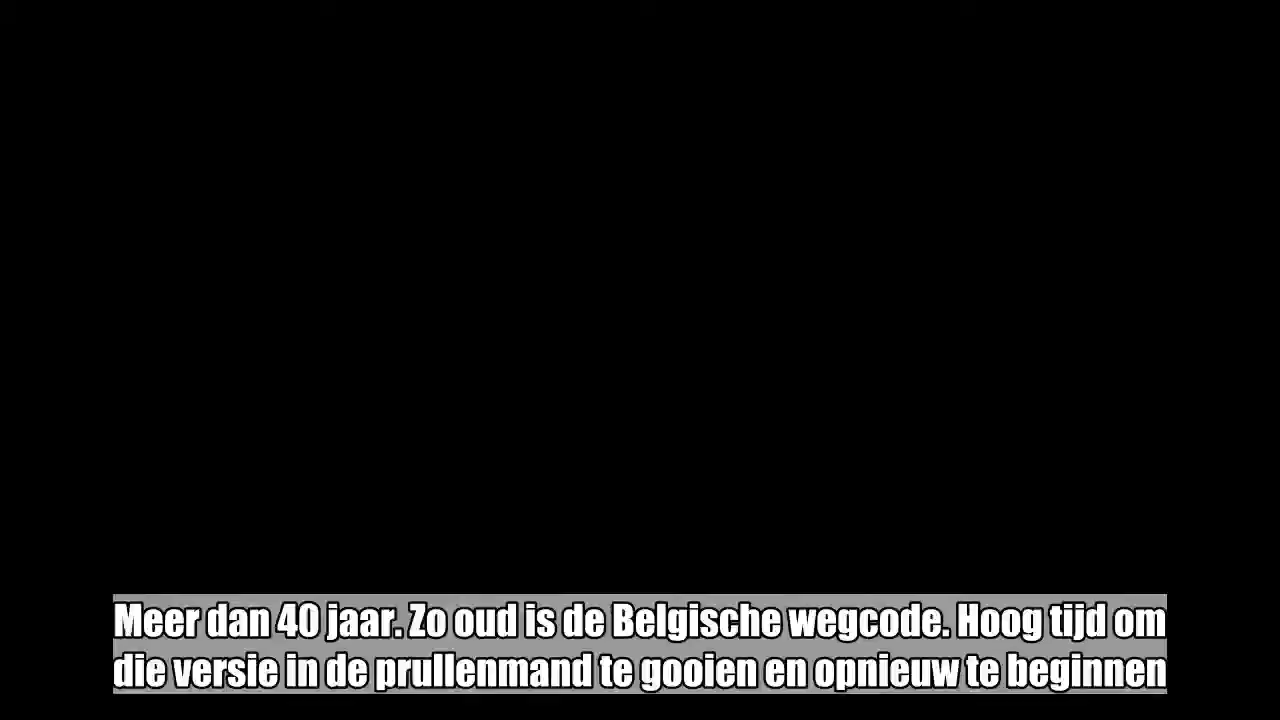 Meer dan 40 jaar. Zo oud is de Belgische wegcode. Hoog tijd om
die versie in de prullenmand te gooien en opnieuw te beginnen